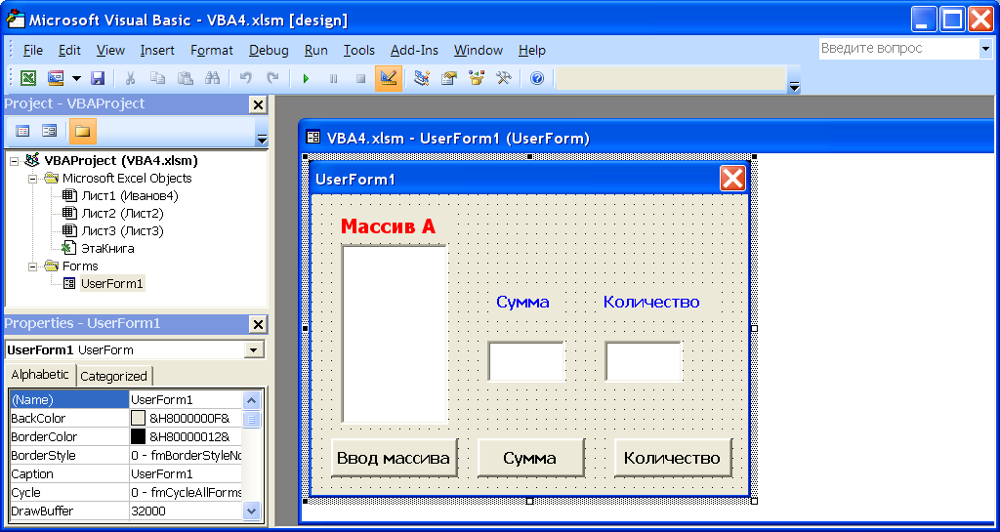 Microsoft Visual Basic - VBA4.xlsm [design]
File Edit View Insert Format Debug Run Tools Add-Ins Window Help
Введите вопрос
Project - VBAProject
VBAProject (VBA4.xlsm)
Microsoft Excel Objects
Лист1 (Иванов4)
Лист2 (Лист2)
Лист3 (Лист3)
ЭтаКнига
Forms
UserForm1
Properties - UserForm1
UserForm1 UserForm
Alphabetic Categorized
(Name) UserForm1
BackColor &H8000000F&
BorderColor &H80000012&
BorderStyle 0 - fmBorderStyleNo
Caption UserForm1
Cycle 0 - fmCycleAllForms
DrawBuffer 32000
VBA4.xlsm - UserForm1 (UserForm)
UserForm1
Массив А
Сумма Количество
Ввод массива Сумма Количество